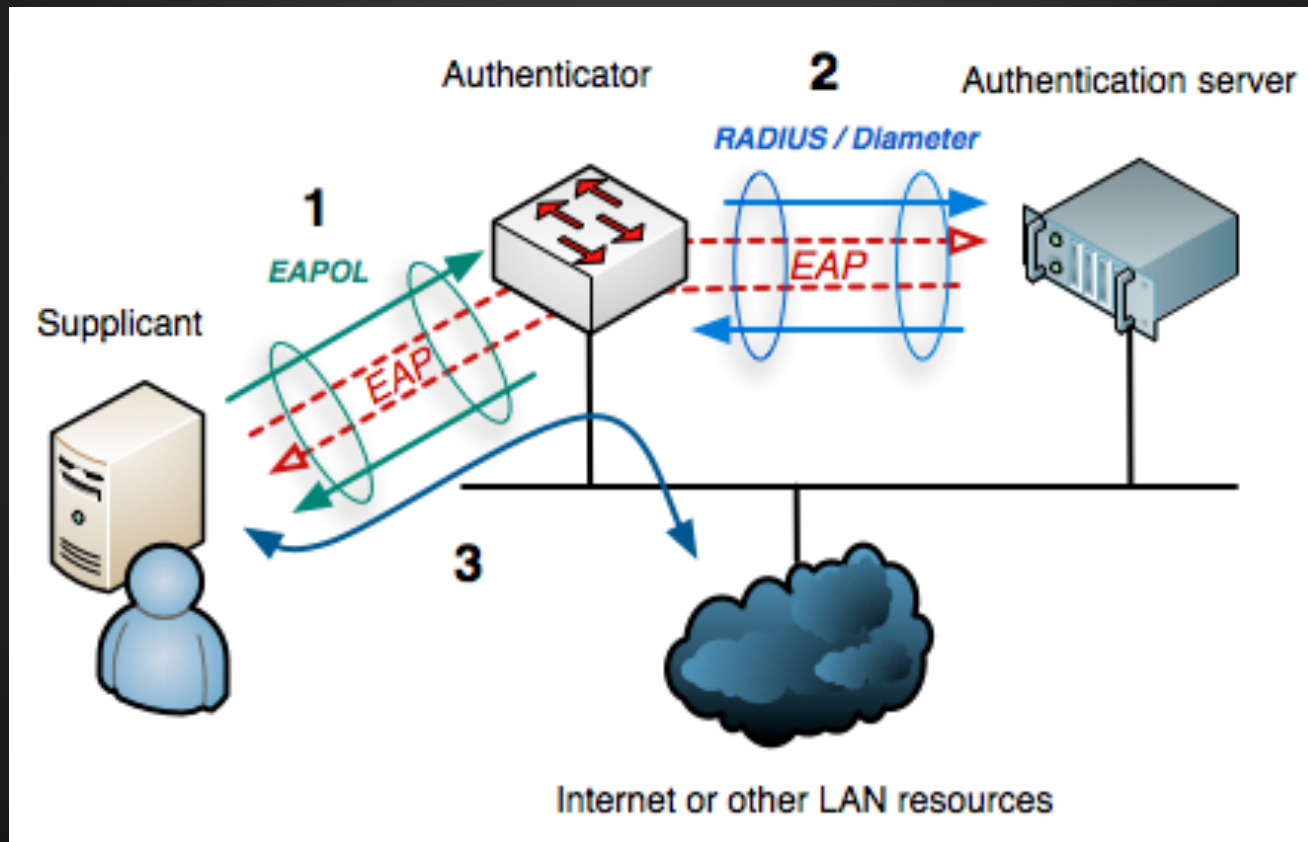 Authenticator
2
Authentication server
RADIUS / Diameter
1
EAPOL
EAP
Supplicant
EAP
3
Internet or other LAN resources